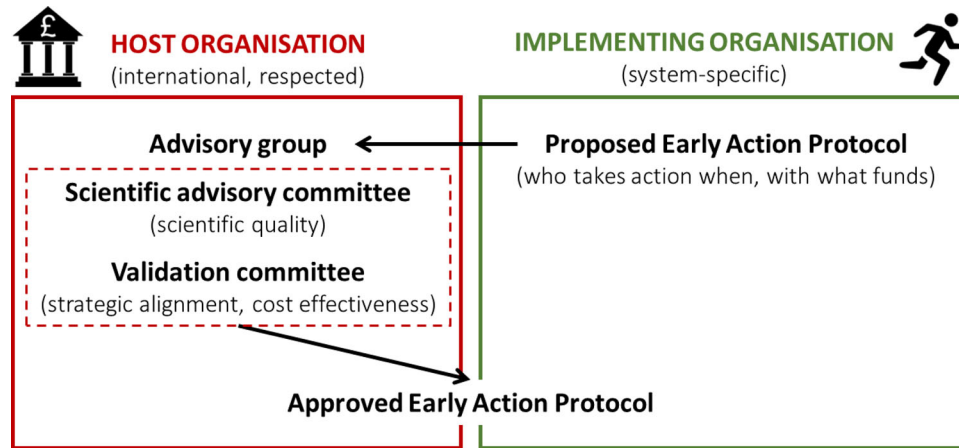 £
HOST ORGANISATION
(international, respected)
IMPLEMENTING ORGANISATION
(system-specific)
Advisory group
Proposed Early Action Protocol
(who takes action when, with what funds)
Scientific advisory committee
(scientific quality)
Validation committee
(strategic alignment, cost effectiveness)
Approved Early Action Protocol